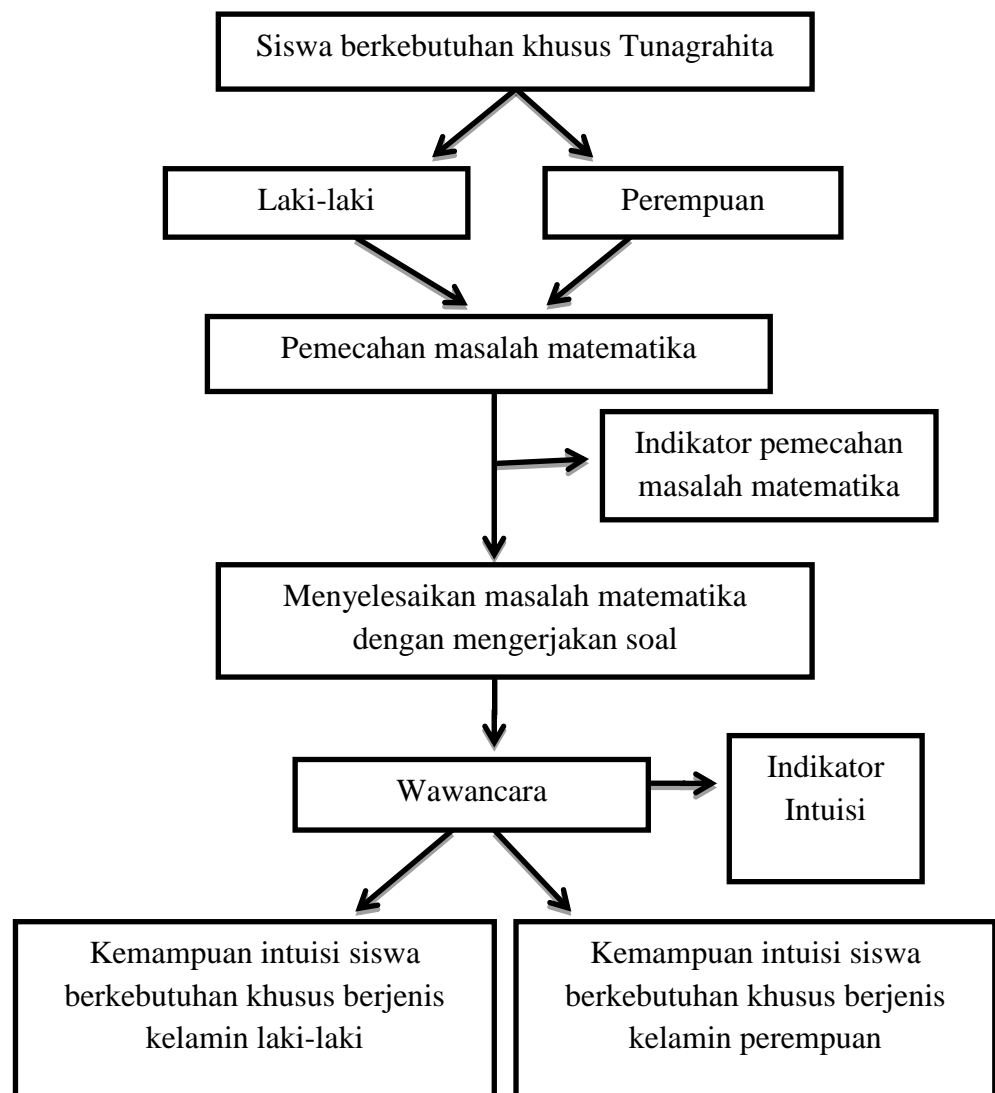 Siswa berkebutuhan khusus Tunagrahita
Laki-laki
Perempuan
Pemecahan masalah matematika
Indikator pemecahan
masalah matematika
Menyelesaikan masalah matematika
dengan mengerjakan soal
Wawancara
Indikator
Intuisi
Kemampuan intuisi siswa
berkebutuhan khusus berjenis
kelamin laki-laki
Kemampuan intuisi siswa
berkebutuhan khusus berjenis
kelamin perempuan